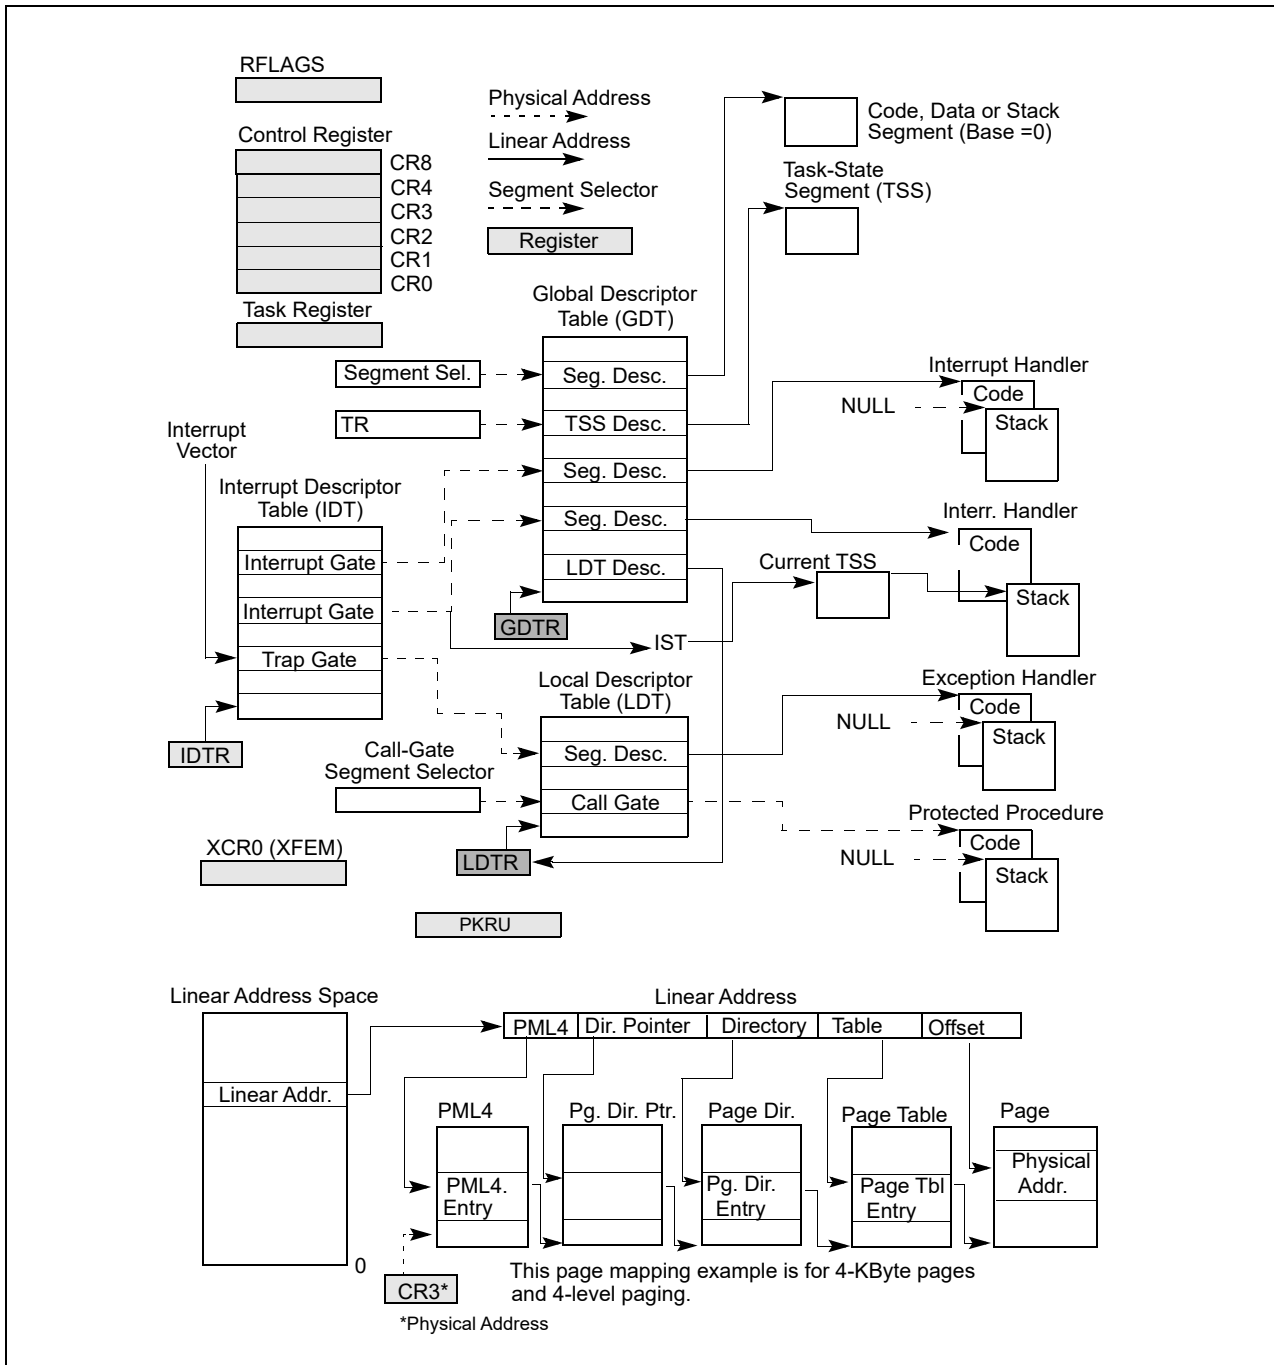 RFLAGS
Control Register
CR8
CR4
CR3
CR2
CR1
CR0
Task Register
Physical Address
Linear Address
Segment Selector
Register
Code, Data or Stack
Segment (Base =0)
Task-State
Segment (TSS)
Global Descriptor
Table (GDT)
Segment Sel.
Seg. Desc.
TR
TSS Desc.
Seg. Desc.
Seg. Desc.
LDT Desc.
GDTR
Interrupt Handler
Code
NULL
Stack
Interrupt
Vector
Interrupt Descriptor
Table (IDT)
Interrupt Gate
Interrupt Gate
Trap Gate
IDTR
Interr. Handler
Code
Current TSS
Stack
IST
Local Descriptor
Table (LDT)
Seg. Desc.
Call-Gate
Segment Selector
Call Gate
LDTR
Exception Handler
Code
NULL
Stack
Protected Procedure
Code
NULL
Stack
XCR0 (XFEM)
PKRU
Linear Address Space
Linear Addr.
0
Linear Address
PML4 Dir. Pointer Directory Table Offset
PML4
Pg. Dir. Ptr.
Page Dir.
Page Table
Page
PML4.
Entry
Pg. Dir.
Entry
Page Tbl
Entry
Physical
Addr.
CR3*
*Physical Address
This page mapping example is for 4-KByte pages
and 4-level paging.